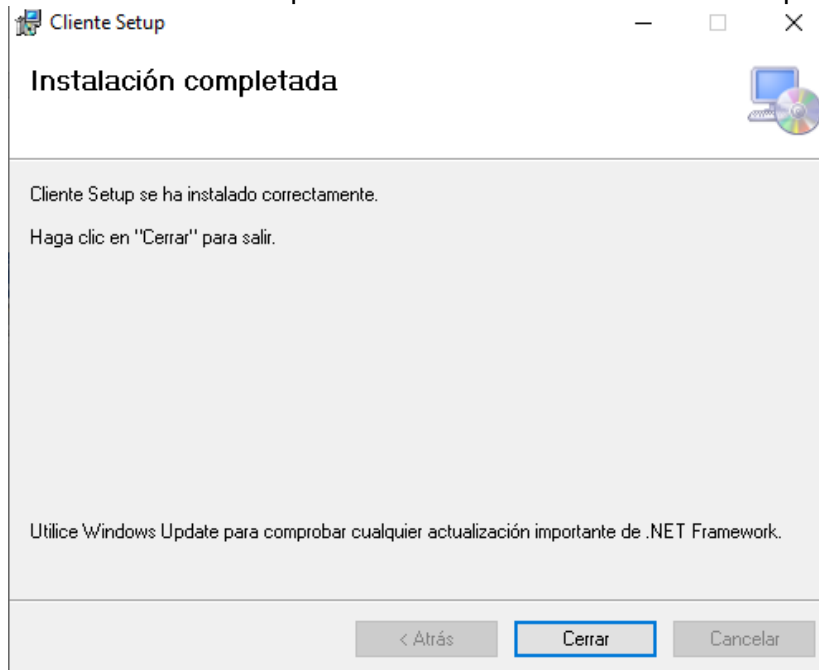 Cliente Setup
Instalación completada
Cliente Setup se ha instalado correctamente.
Haga clic en "Cerrar" para salir.
Utilice Windows Update para comprobar cualquier actualización importante de .NET Framework.
< Atrás
Cerrar
Cancelar